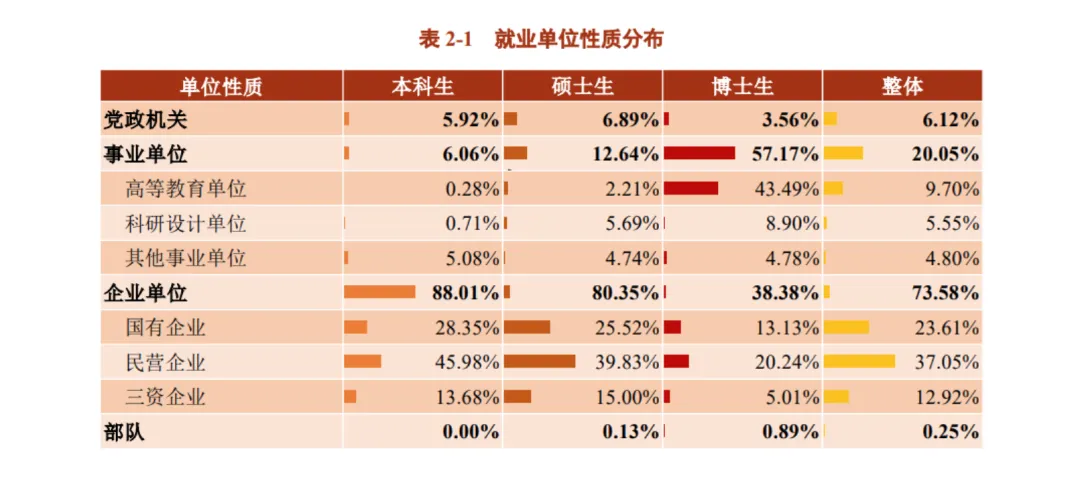 表 2-1 就业单位性质分布
单位性质 本科生 硕士生 博士生 整体
党政机关 5.92% 6.89% 3.56% 6.12%
事业单位 6.06% 12.64% 57.17% 20.05%
高等教育单位 0.28% 2.21% 43.49% 9.70%
科研设计单位 0.71% 5.69% 8.90% 5.55%
其他事业单位 5.08% 4.74% 4.78% 4.80%
企业单位 88.01% 80.35% 38.38% 73.58%
国有企业 28.35% 25.52% 13.13% 23.61%
民营企业 45.98% 39.83% 20.24% 37.05%
三资企业 13.68% 15.00% 5.01% 12.92%
部队 0.00% 0.13% 0.89% 0.25%